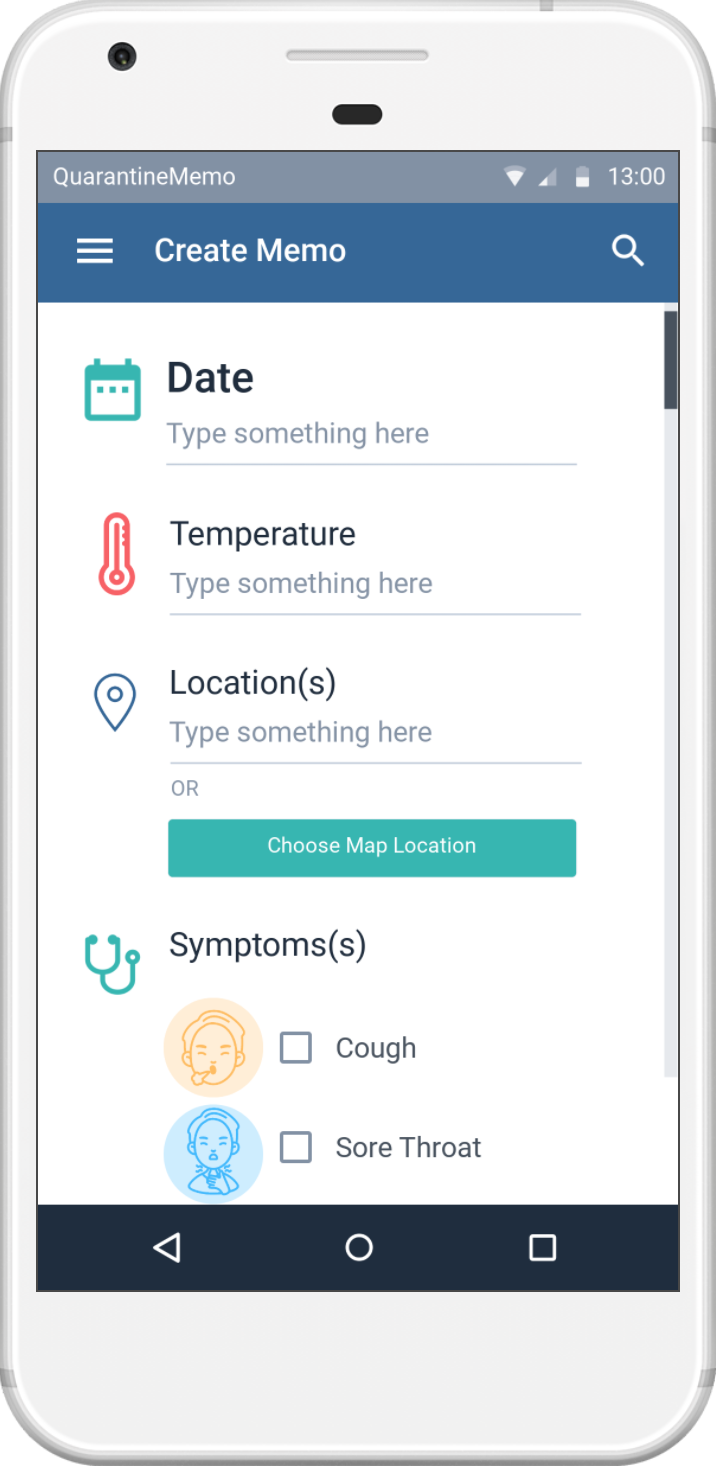 QuarantineMemo 13:00
Create Memo
Date
Type something here
Temperature
Type something here
Location(s)
Type something here
OR
Choose Map Location
Symptoms(s)
Cough
Sore Throat